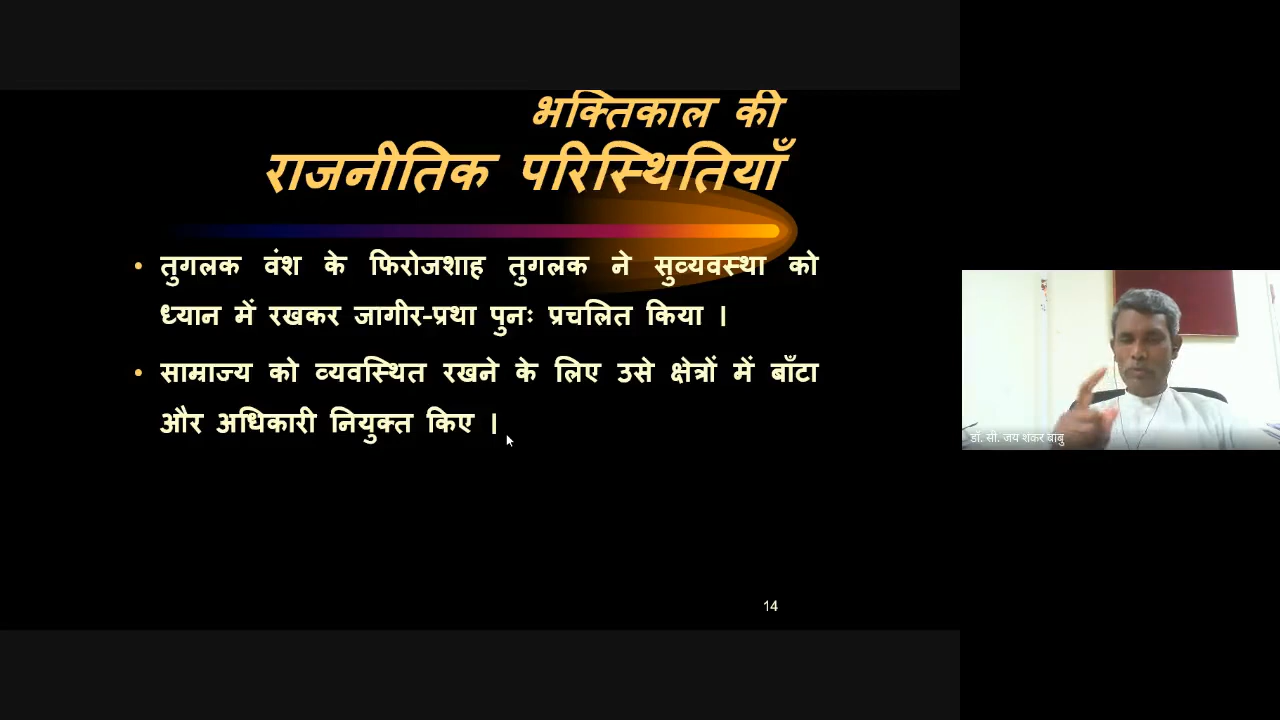 भक्तिकाल की
राजनीतिक परिस्थितियाँ
• तुगलक वंश के फिरोजशाह तुगलक ने सुव्यवस्था को
ध्यान में रखकर जागीर-प्रथा पुनः प्रचलित किया ।
• साम्राज्य को व्यवस्थित रखने के लिए उसे क्षेत्रों में बाँटा
और अधिकारी नियुक्त किए ।
14
डॉ. सी. जय शंकर बाबु